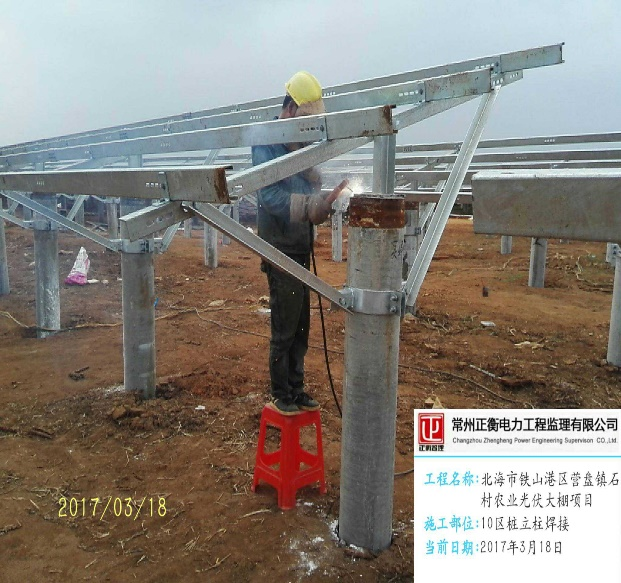 2017/03/18
正衡监理
常州正衡电力工程监理有限公司
Changzhou Zhengheng Power Engineering Supervision CO., LTD
工程名称:北海市铁山港区营盘镇石
村农业光伏大棚项目
施工部位:10区桩立柱焊接
当前日期:2017年3月18日